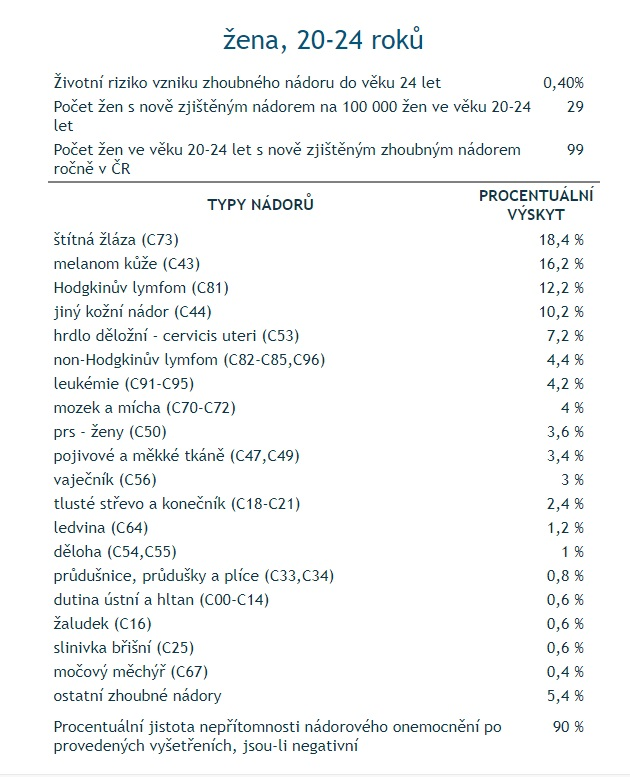 žena, 20-24 roků
Životní riziko vzniku zhoubného nádoru do věku 24 let 0,40%
Počet žen s nově zjištěným nádorem na 100 000 žen ve věku 20-24 29
let
Počet žen ve věku 20-24 let s nově zjištěným zhoubným nádorem 99
ročně v ČR
TYPY NÁDORŮ PROCENTUÁLNÍ
VÝSKYT
štítná žláza (C73) 18,4 %
melanom kůže (C43) 16,2 %
Hodgkinův lymfom (C81) 12,2 %
jiný kožní nádor (C44) 10,2 %
hrdlo děložní - cervicis uteri (C53) 7,2 %
non-Hodgkinův lymfom (C82-C85,C96) 4,4 %
leukémie (C91-C95) 4,2 %
mozek a mícha (C70-C72) 4 %
prs - ženy (C50) 3,6 %
pojivové a měkké tkáně (C47,C49) 3,4 %
vaječník (C56) 3 %
tlusté střevo a konečník (C18-C21) 2,4 %
ledvina (C64) 1,2 %
děloha (C54,C55) 1 %
průdušnice, průdušky a plíce (C33,C34) 0,8 %
dutina ústní a hltan (C00-C14) 0,6 %
žaludek (C16) 0,6 %
slinivka břišní (C25) 0,6 %
močový měchýř (C67) 0,4 %
ostatní zhoubné nádory 5,4 %
Procentuální jistota nepřítomnosti nádorového onemocnění po 90 %
provedených vyšetřeních, jsou-li negativní